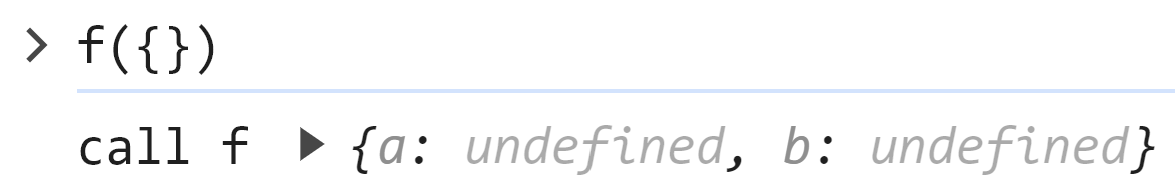 > f({})
call f ▶ {a: undefined, b: undefined}